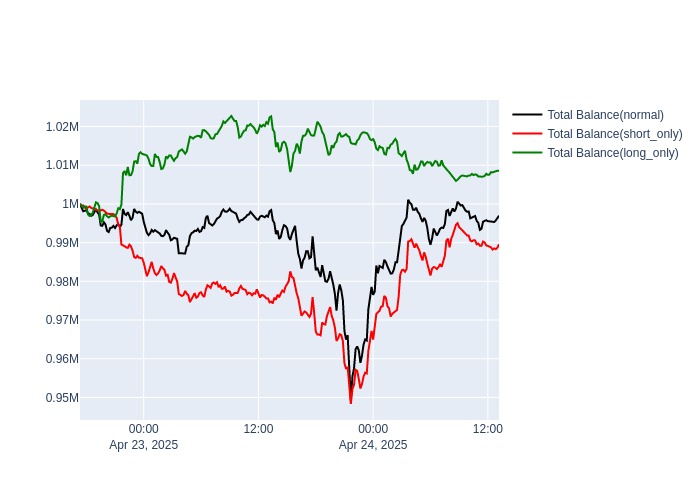 Total Balance(normal)
Total Balance(short_only)
Total Balance(long_only)
1.02M
1.01M
1M
0.99M
0.98M
0.97M
0.96M
0.95M
00:00
12:00
00:00
12:00
Apr 23, 2025
Apr 24, 2025